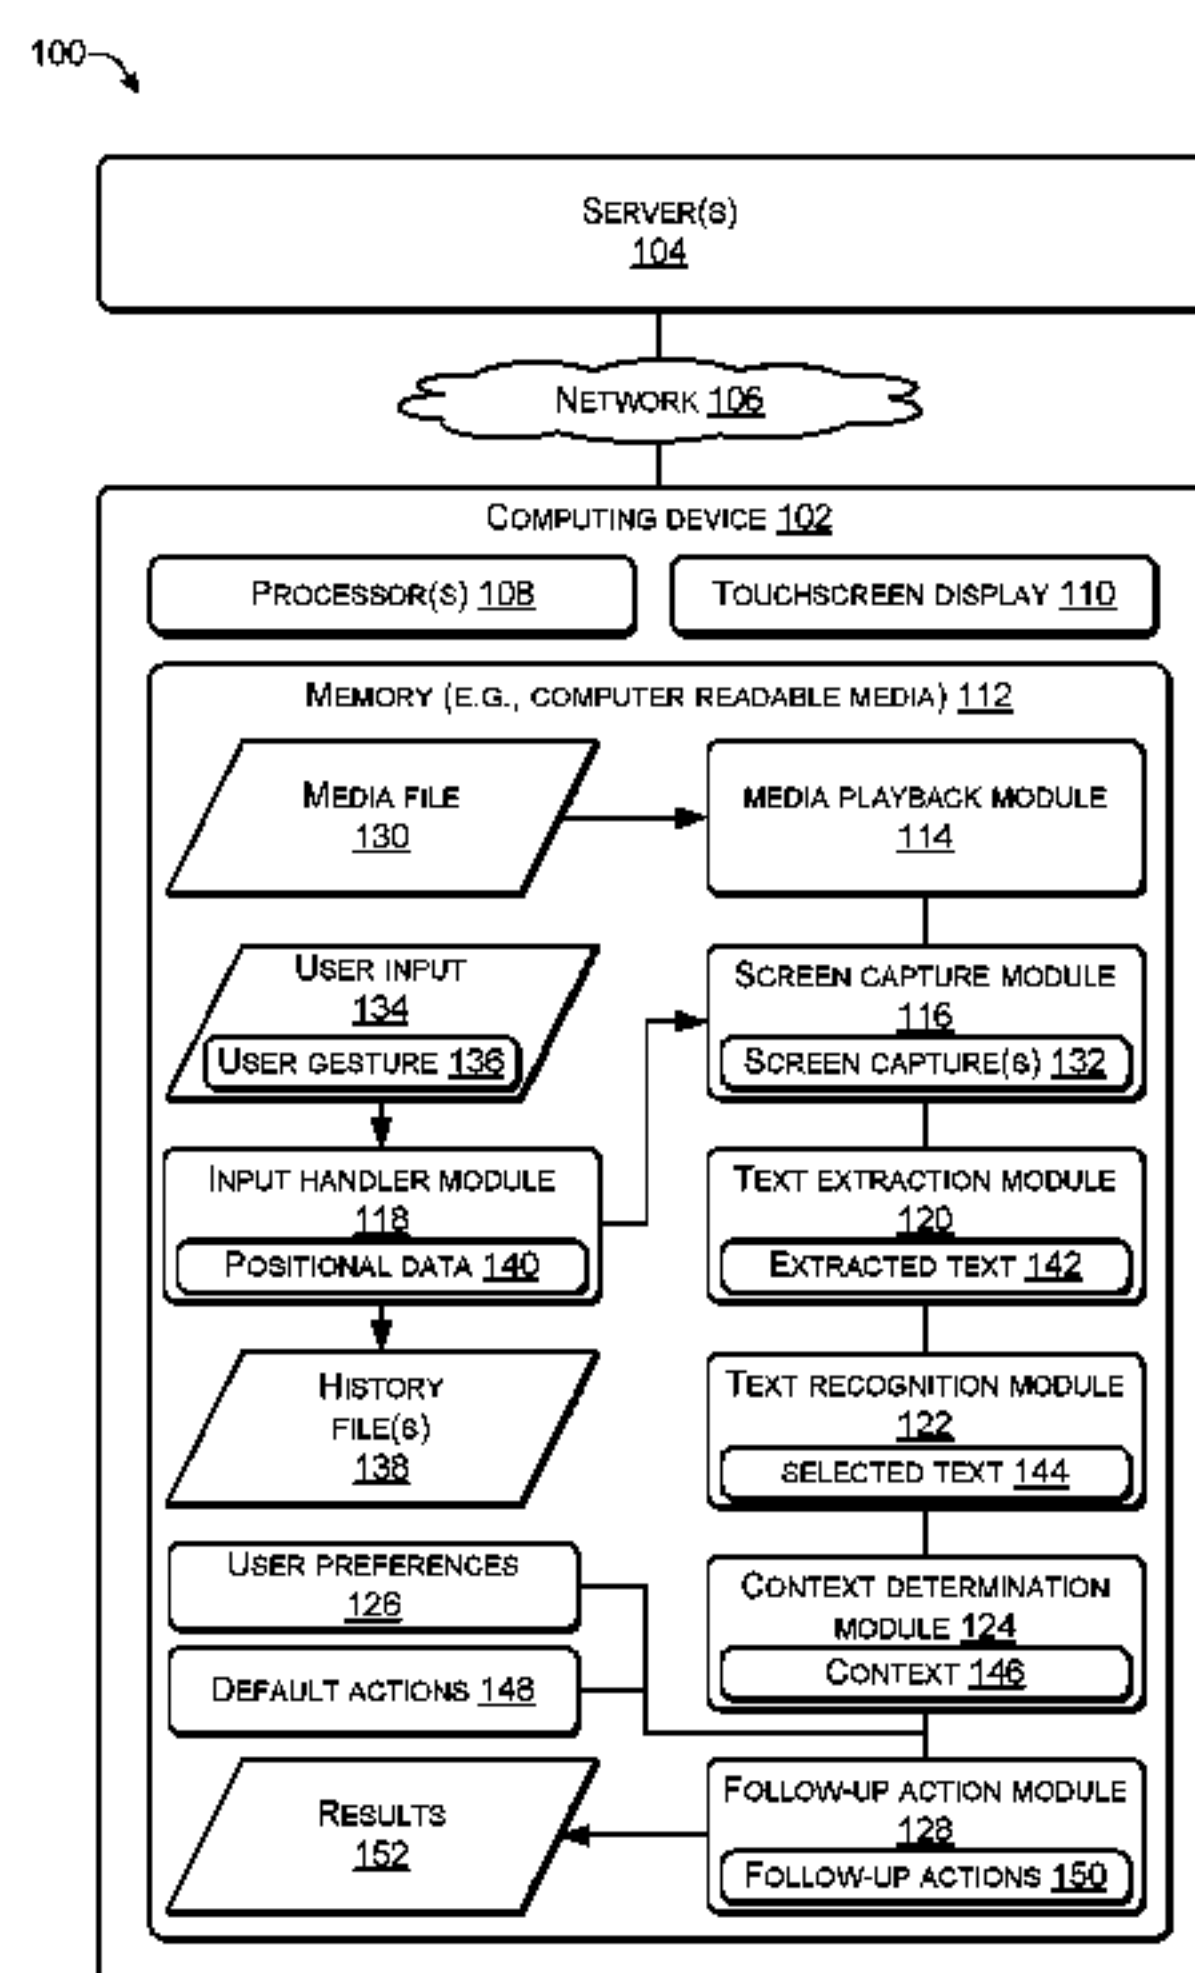 100
SERVER(S)
104
NETWORK 106
COMPUTING DEVICE 102
PROCESSOR(S) 108
TOUCHSCREEN DISPLAY 110
MEMORY (E.G., COMPUTER READABLE MEDIA) 112
MEDIA FILE
130
MEDIA PLAYBACK MODULE
114
USER INPUT
134
USER GESTURE 136
SCREEN CAPTURE MODULE
116
SCREEN CAPTURE(S) 132
INPUT HANDLER MODULE
118
POSITIONAL DATA 140
TEXT EXTRACTION MODULE
120
EXTRACTED TEXT 142
HISTORY
FILE(S)
138
TEXT RECOGNITION MODULE
122
SELECTED TEXT 144
USER PREFERENCES
126
DEFAULT ACTIONS 148
CONTEXT DETERMINATION
MODULE 124
CONTEXT 146
RESULTS
152
FOLLOW-UP ACTION MODULE
128
FOLLOW-UP ACTIONS 150